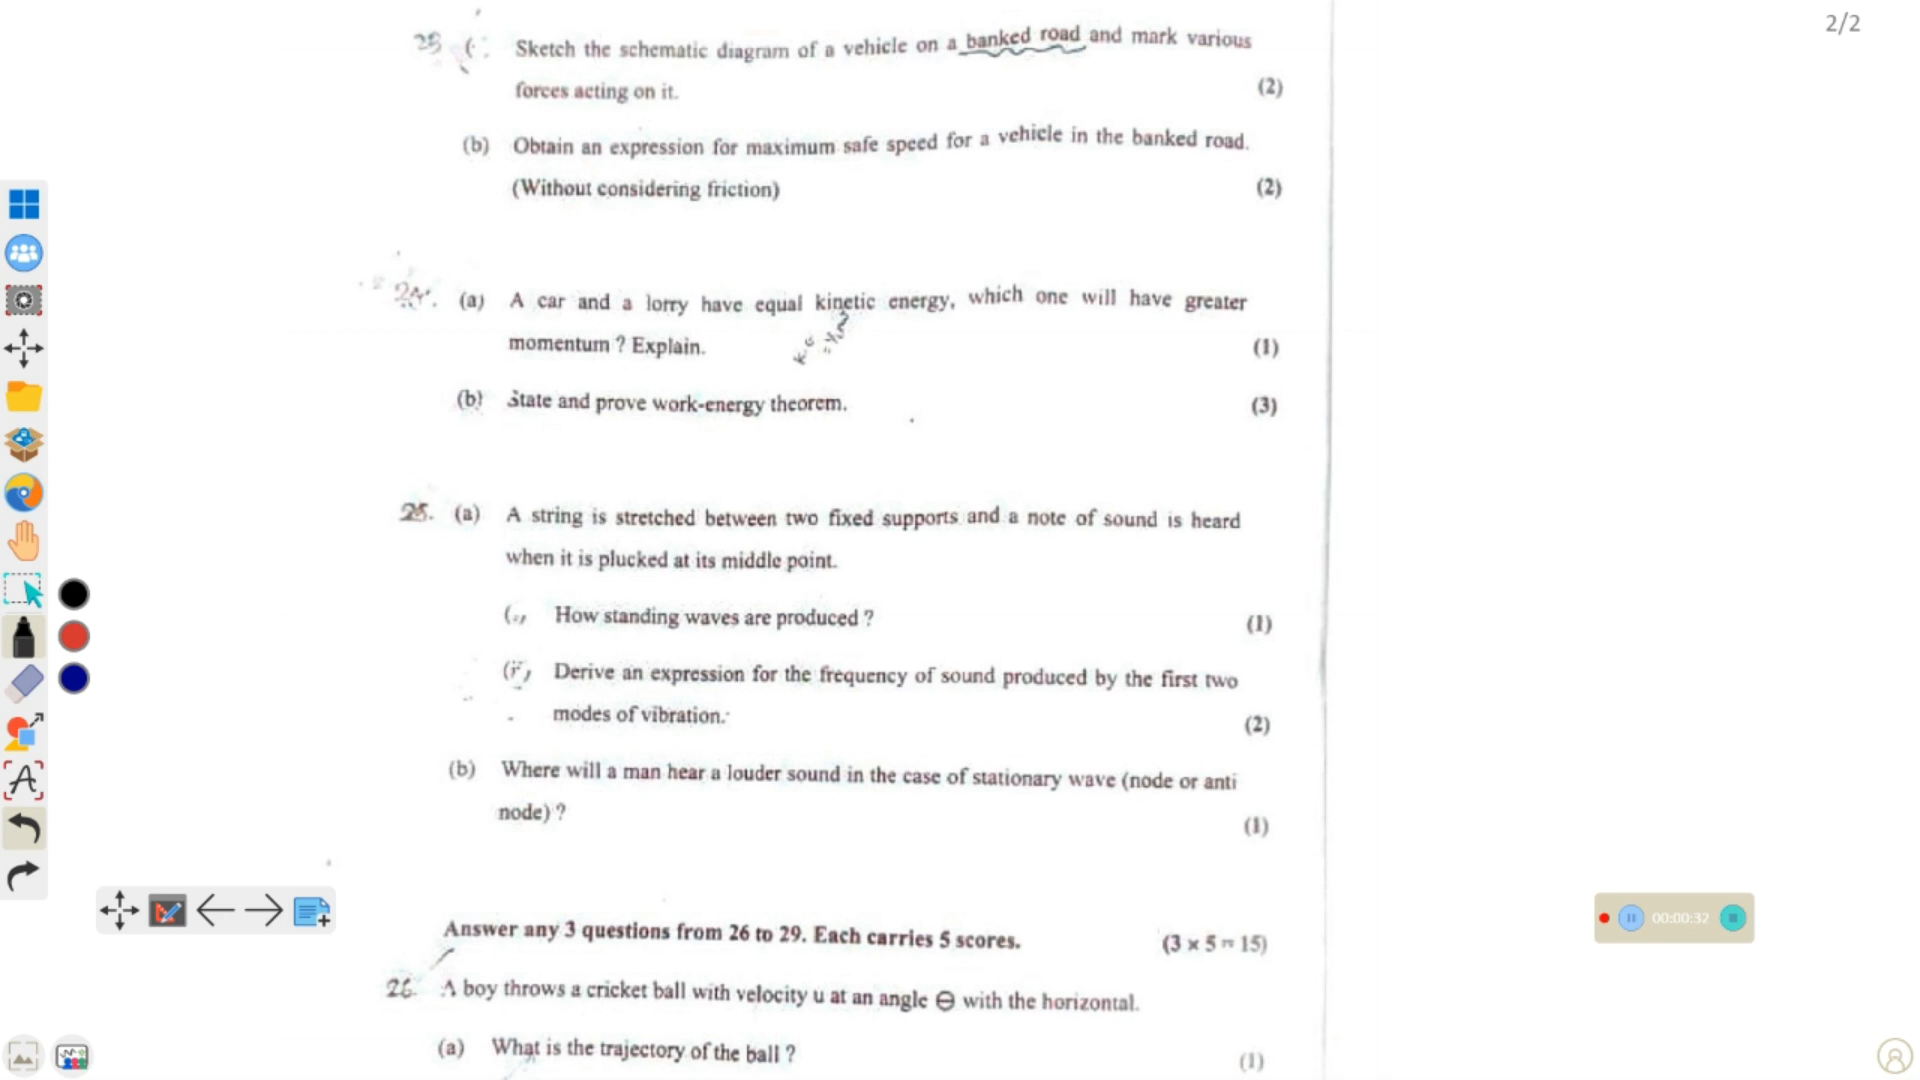 2/2
Sketch the schematic diagram of a vehicle on a banked road and mark various
forces acting on it. (2)
(b) Obtain an expression for maximum safe speed for a vehicle in the banked road.
(Without considering friction) (2)
24. (a) A car and a lorry have equal kinetic energy, which one will have greater
momentum ? Explain. (1)
(b) State and prove work-energy theorem. (3)
25. (a) A string is stretched between two fixed supports and a note of sound is heard
when it is plucked at its middle point.
How standing waves are produced ? (1)
Derive an expression for the frequency of sound produced by the first two
modes of vibration. (2)
(b) Where will a man hear a louder sound in the case of stationary wave (node or anti
node) ? (1)
Answer any 3 questions from 26 to 29. Each carries 5 scores. (3 × 5 = 15)
26. A boy throws a cricket ball with velocity u at an angle Θ with the horizontal.
(a) What is the trajectory of the ball ? (1)
00:00:32